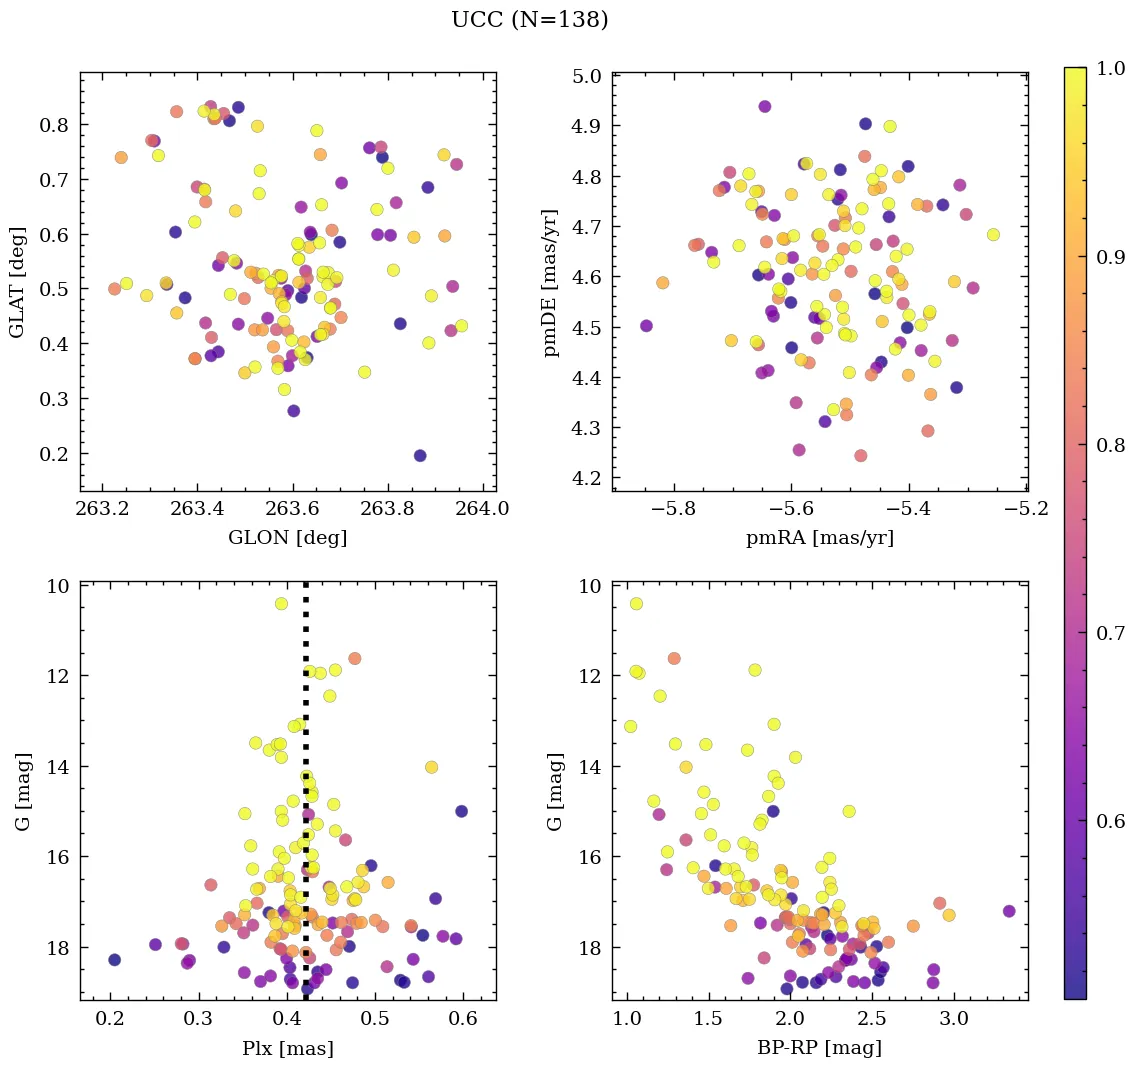 UCC (N=138)
0.8
0.7
0.6
0.5
0.4
0.3
0.2
GLAT [deg]
263.2 263.4 263.6 263.8 264.0
GLON [deg]
5.0
4.9
4.8
4.7
4.6
4.5
4.4
4.3
4.2
pmDE [mas/yr]
−5.8 −5.6 −5.4 −5.2
pmRA [mas/yr]
10
12
14
16
18
G [mag]
0.2 0.3 0.4 0.5 0.6
Plx [mas]
10
12
14
16
18
G [mag]
1.0 1.5 2.0 2.5 3.0
BP-RP [mag]
1.0
0.9
0.8
0.7
0.6